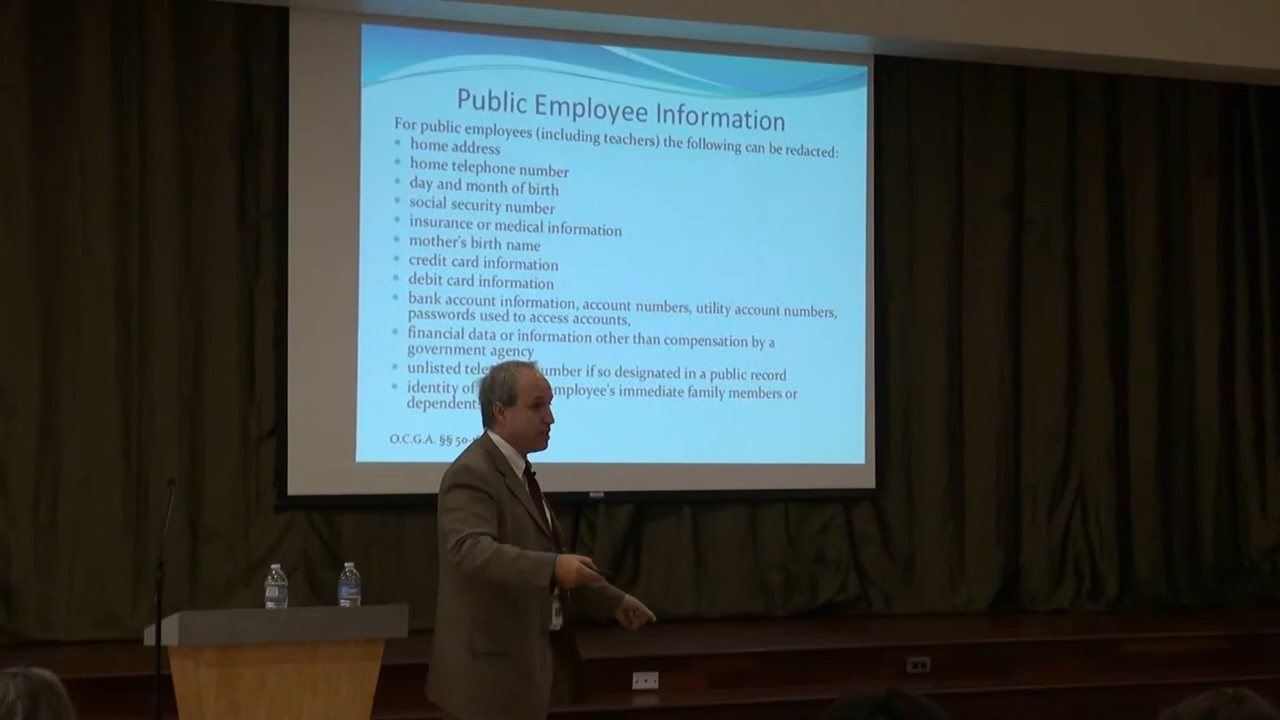 Public Employee Information
For public employees (including teachers) the following can be redacted:
home address
home telephone number
day and month of birth
social security number
insurance or medical information
mother's birth name
credit card information
debit card information
bank account information, account numbers, utility account numbers,
passwords used to access accounts,
financial data or information other than compensation by a
government agency
unlisted if so designated in a public record
identity of employee's immediate family members or
O.C.G.A. §§